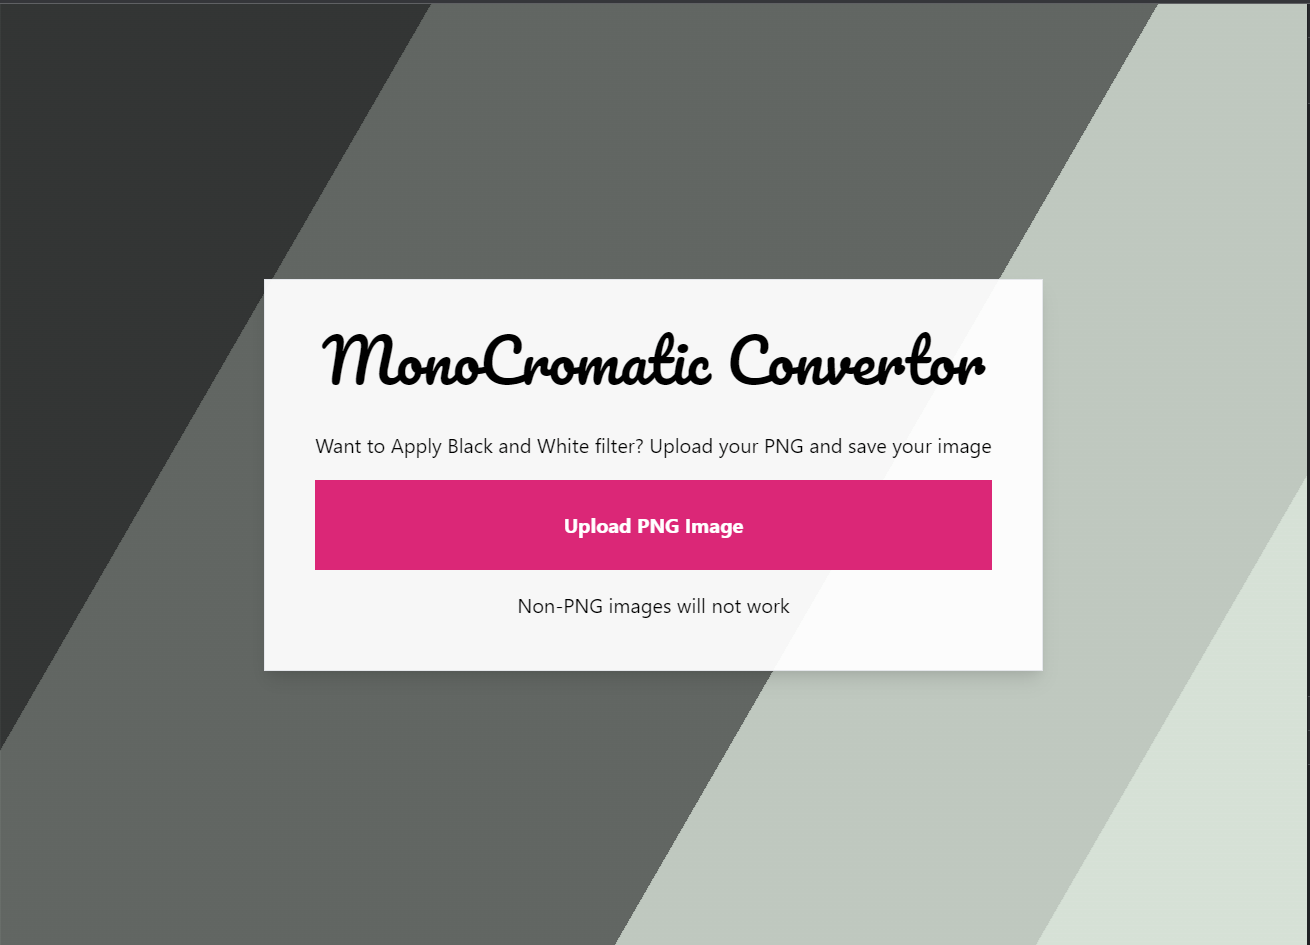 MonoCromatic Convertor
Want to Apply Black and White filter? Upload your PNG and save your image
Upload PNG Image
Non-PNG images will not work